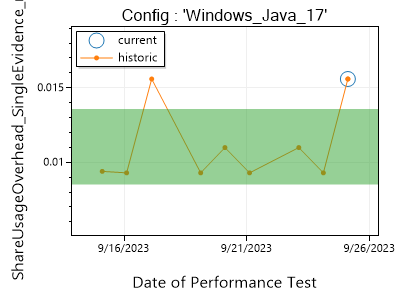 Config : 'Windows_Java_17'
current
historic
0.015
0.01
ShareUsageOverhead_SingleEvidence_
9/16/2023
9/21/2023
9/26/2023
Date of Performance Test